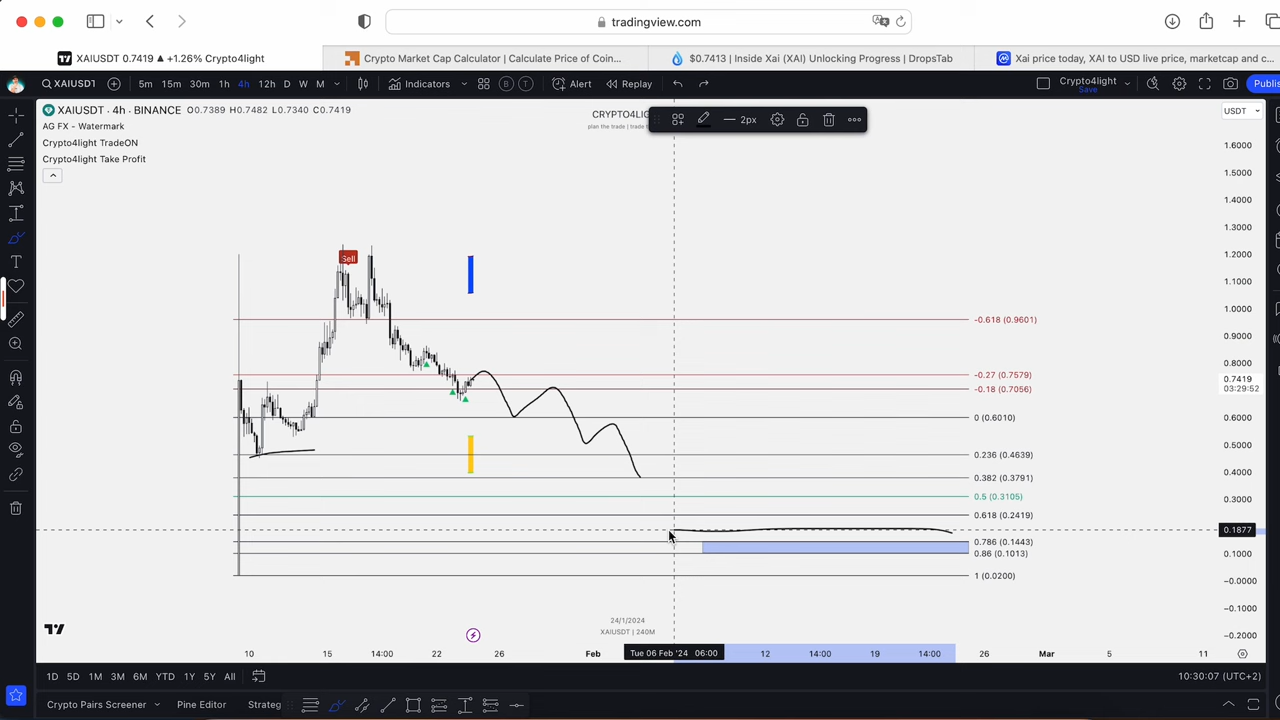 tradingview.com
XAIUSDT 0.7419 ▲ +1.26% Crypto4light
Crypto Market Cap Calculator | Calculate Price of Coin...
$0.7413 | Inside Xai (XAI) Unlocking Progress | DropsTab
Xai price today, XAI to USD live price, marketcap and c...
XAIUSD1
5m 15m 30m 1h 4h 12h D W M
Indicators
B
T
Alert
Replay
Crypto4light
Save
Publis
XAIUSDT · 4h · BINANCE O0.7389 H0.7482 L0.7340 C0.7419
AG FX - Watermark
Crypto4light TradeON
Crypto4light Take Profit
CRYPTO4LIG
plan the trade | trade t
2px
USDT
1.6000
1.5000
1.4000
1.3000
1.2000
1.1000
1.0000
0.9000
0.8000
0.7419
03:29:52
0.6000
0.5000
0.4000
0.3000
0.1877
0.1000
−0.0000
−0.1000
−0.2000
Sell
-0.618 (0.9601)
-0.27 (0.7579)
-0.18 (0.7056)
0 (0.6010)
0.236 (0.4639)
0.382 (0.3791)
0.5 (0.3105)
0.618 (0.2419)
0.786 (0.1443)
0.86 (0.1013)
1 (0.0200)
24/1/2024
XAIUSDT | 240M
10 15 14:00 22 26 Feb Tue 06 Feb '24 06:00 12 14:00 19 14:00 26 Mar 5 11
1D 5D 1M 3M 6M YTD 1Y 5Y All
10:30:07 (UTC+2)
Crypto Pairs Screener Pine Editor Strateg